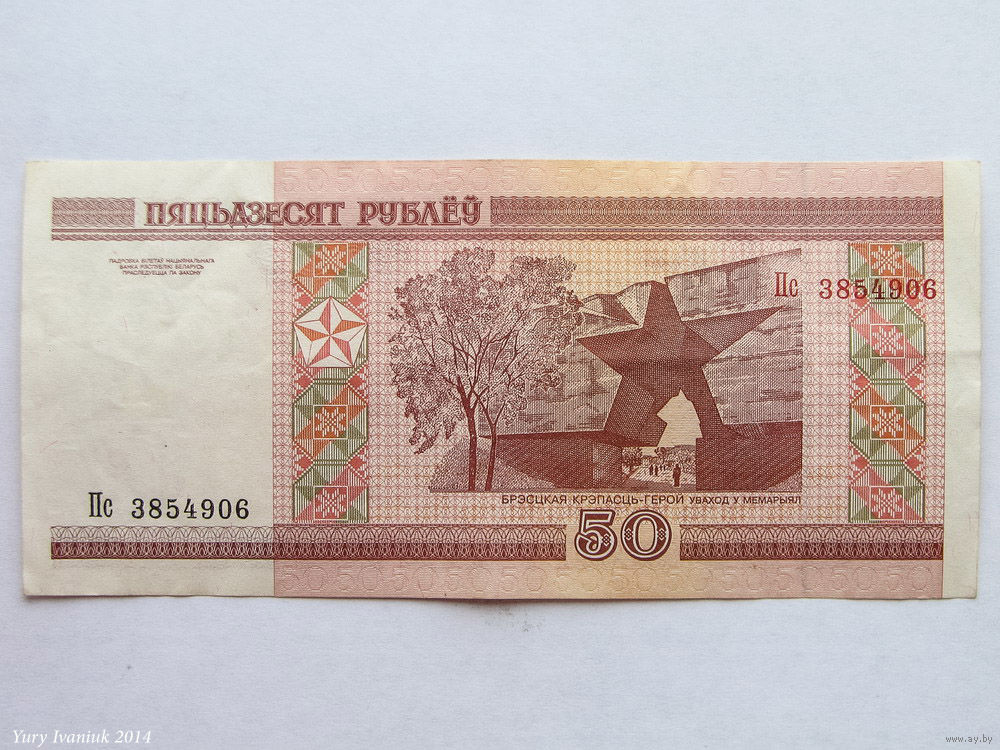 ПЯЦЬДЗЕСЯТ РУБЛЁЎ
ПАДРОБКА БІЛЕТАЎ НАЦЫЯНАЛЬНАГА
БАНКА РЭСПУБЛІКІ БЕЛАРУСЬ
ПРАСЛЕДУЕЦЦА ПА ЗАКОНУ
Пс 3854906
Пс 3854906
БРЭСЦКАЯ КРЭПАСЦЬ-ГЕРОЙ УВАХОД У МЕМАРЫЯЛ
50
Yury Ivaniuk 2014
www.ay.by